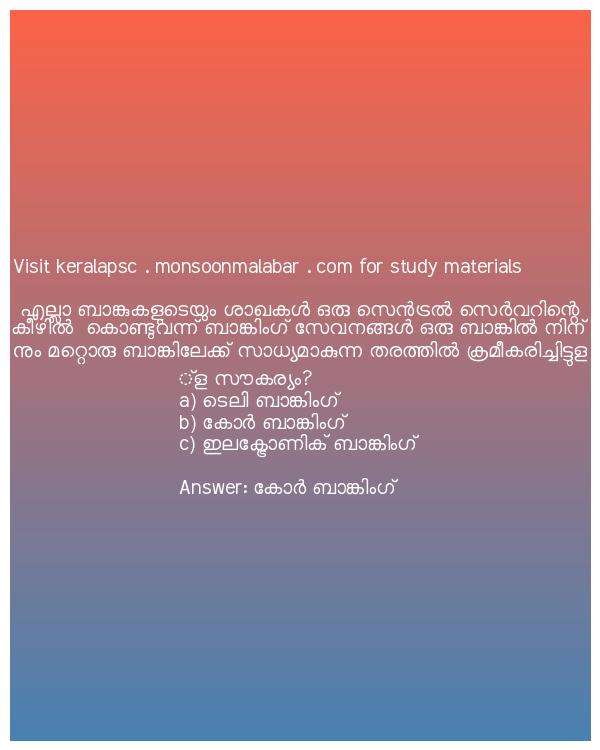 Visit keralapsc . monsoonmalabar . com for study materials
എല്ലാ ബാങ്കുകളുടെയും ശാഖകൾ ഒരു സെൻട്രൽ സെർവറിന്റെ
കീഴിൽ കൊണ്ടുവന്ന് ബാങ്കിംഗ് സേവനങ്ങൾ ഒരു ബാങ്കിൽ നിന്
നും മറ്റൊരു ബാങ്കിലേക്ക് സാധ്യമാകുന്ന തരത്തിൽ ക്രമീകരിച്ചിട്ടുള
്ള സൗകര്യം?
a) ടെലി ബാങ്കിംഗ്
b) കോർ ബാങ്കിംഗ്
c) ഇലക്ട്രോണിക് ബാങ്കിംഗ്
Answer: കോർ ബാങ്കിംഗ്